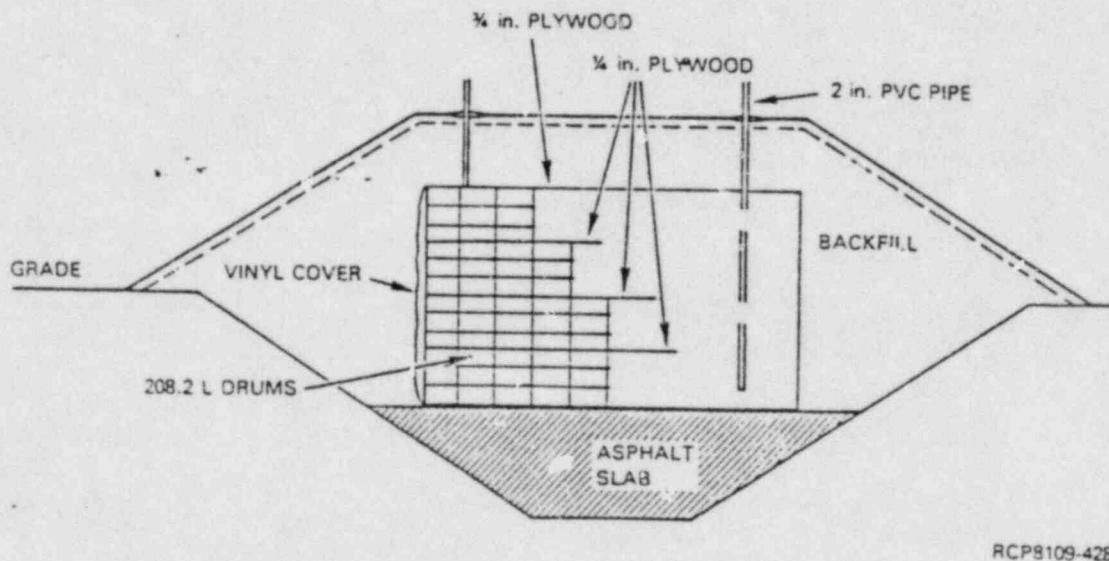 ¾ in. PLYWOOD
¼ in. PLYWOOD
2 in. PVC PIPE
BACKFILL
GRADE
VINYL COVER
208.2 L DRUMS
ASPHALT
SLAB
RCP8109-428